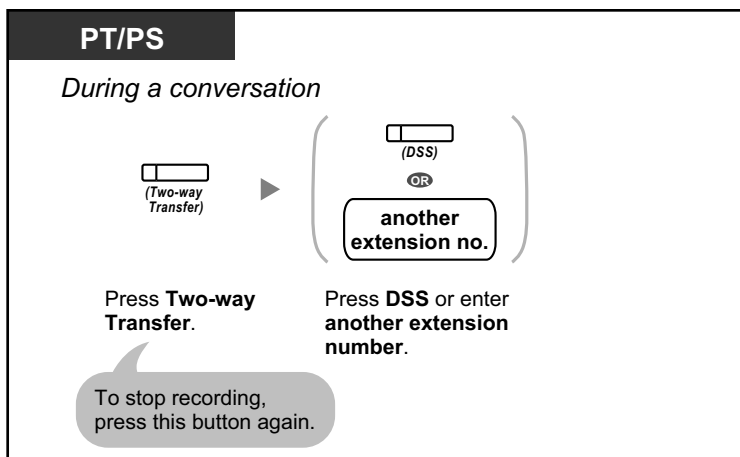 PT/PS
During a conversation
(Two-way
Transfer)
(DSS)
OR
another
extension no.
Press Two-way
Transfer.
Press DSS or enter
another extension
number.
To stop recording,
press this button again.